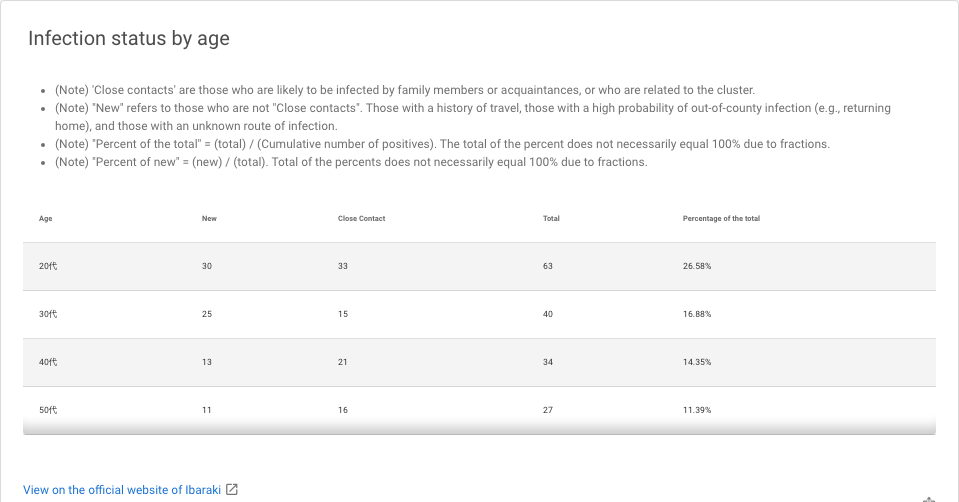 Infection status by age
(Note) 'Close contacts' are those who are likely to be infected by family members or acquaintances, or who are related to the cluster.
(Note) "New" refers to those who are not "Close contacts". Those with a history of travel, those with a high probability of out-of-county infection (e.g., returning
home), and those with an unknown route of infection.
(Note) "Percent of the total" = (total) / (Cumulative number of positives). The total of the percent does not necessarily equal 100% due to fractions.
(Note) "Percent of new" = (new) / (total). Total of the percents does not necessarily equal 100% due to fractions.
Age New Close Contact Total Percentage of the total
20代 30 33 63 26.58%
30代 25 15 40 16.88%
40代 13 21 34 14.35%
50代 11 16 27 11.39%
View on the official website of Ibaraki